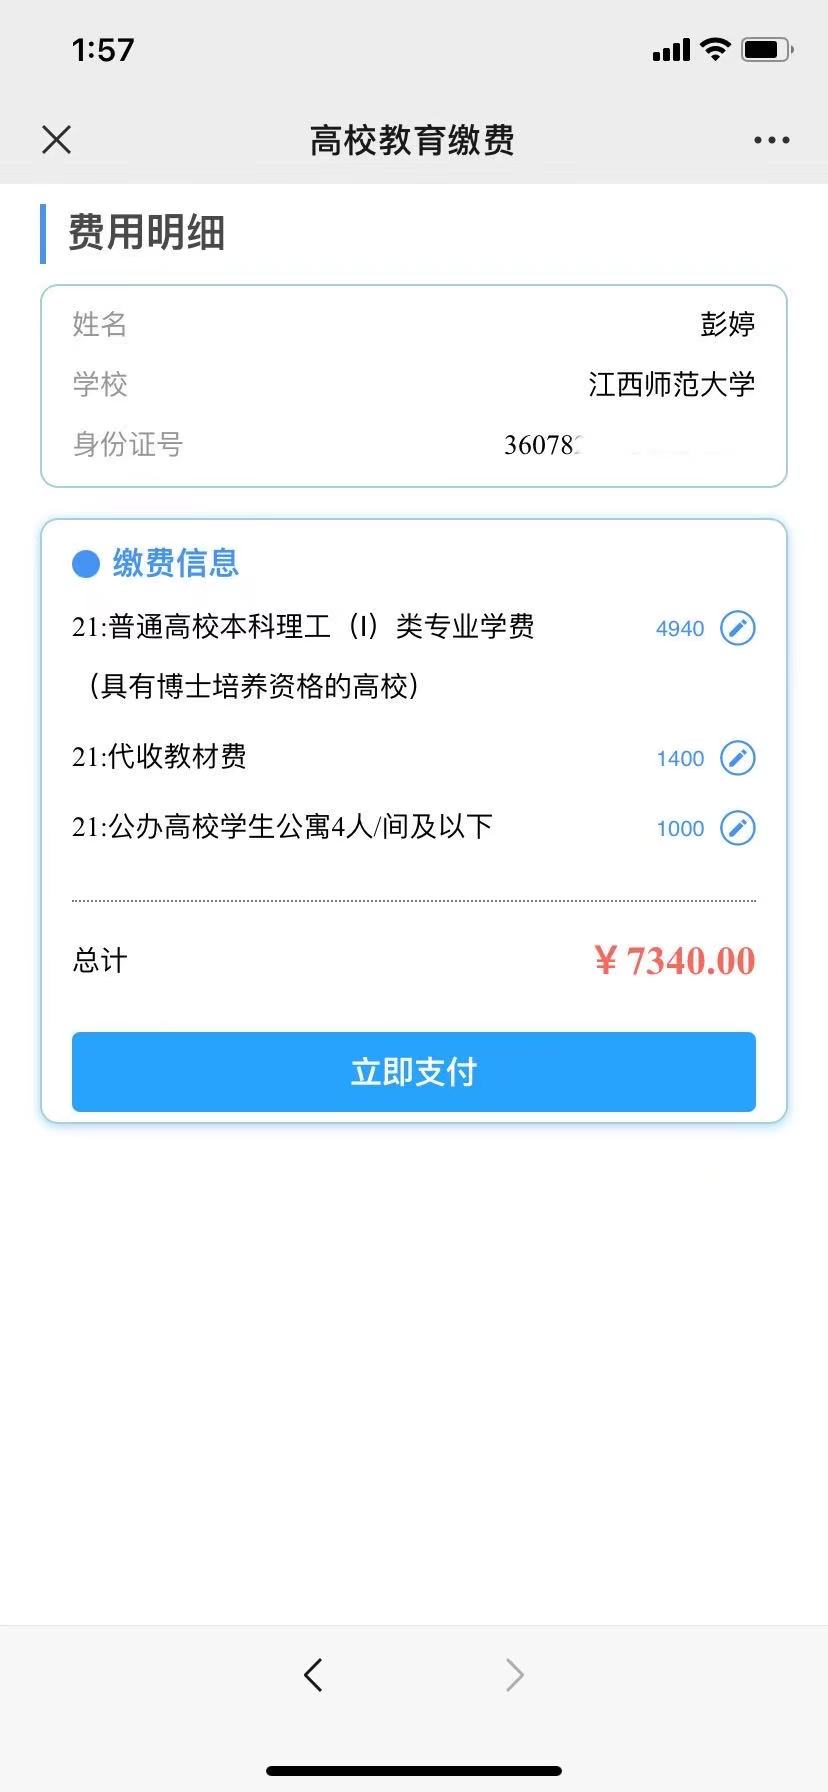 1:57
高校教育缴费
费用明细
姓名 彭婷
学校 江西师范大学
身份证号 36078
缴费信息
21:普通高校本科理工（I）类专业学费 4940
（具有博士培养资格的高校）
21:代收教材费 1400
21:公办高校学生公寓4人/间及以下 1000
总计 ￥7340.00
立即支付